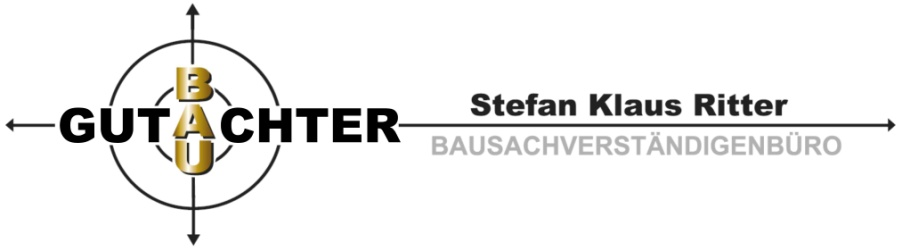 BAU
GUTACHTER
Stefan Klaus Ritter
BAUSACHVERSTÄNDIGENBÜRO